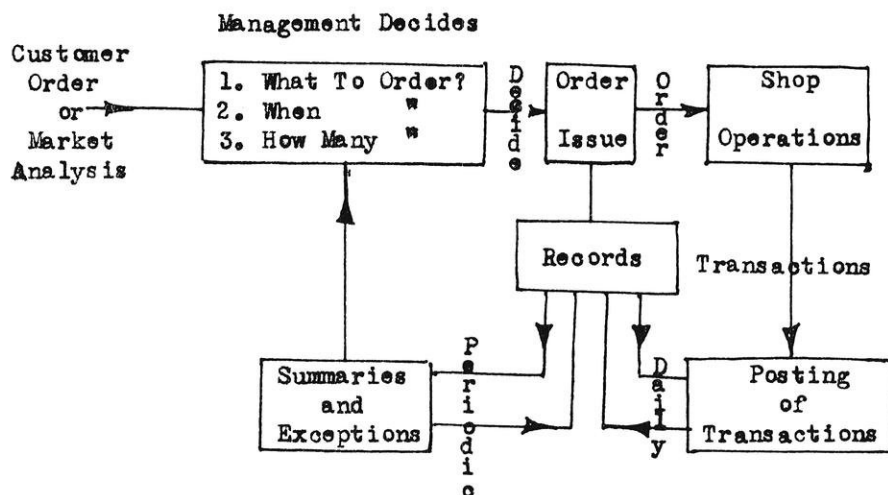 Management Decides
Customer
Order
or
Market
Analysis
1. What To Order?
2. When "
3. How Many "
Decide
Order
Issue
Order
Shop
Operations
Records
Transactions
Summaries
and
Exceptions
Periodic
Daily
Posting
of
Transactions